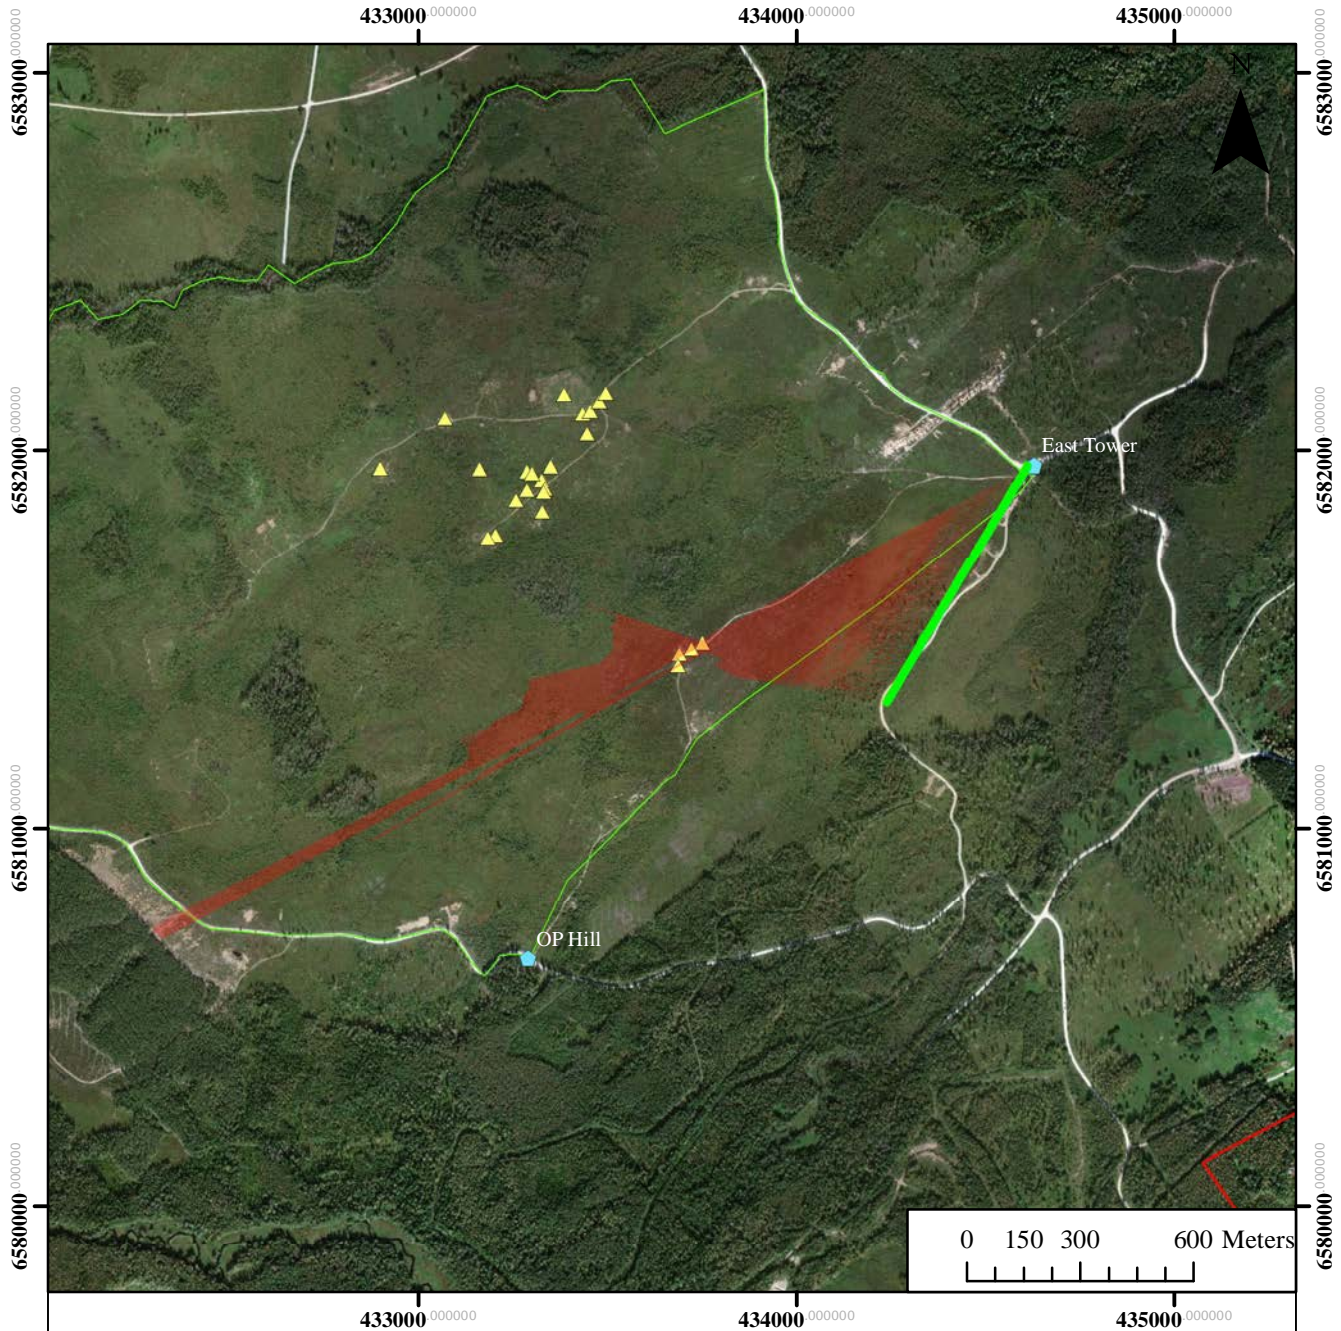 433000.000000 434000.000000 435000.000000
N
6583000.000000 6583000.000000
6582000.000000 6582000.000000
East Tower
6581000.000000 6581000.000000
OP Hill
6580000.000000 6580000.000000
0 150 300 600 Meters
433000.000000 434000.000000 435000.000000